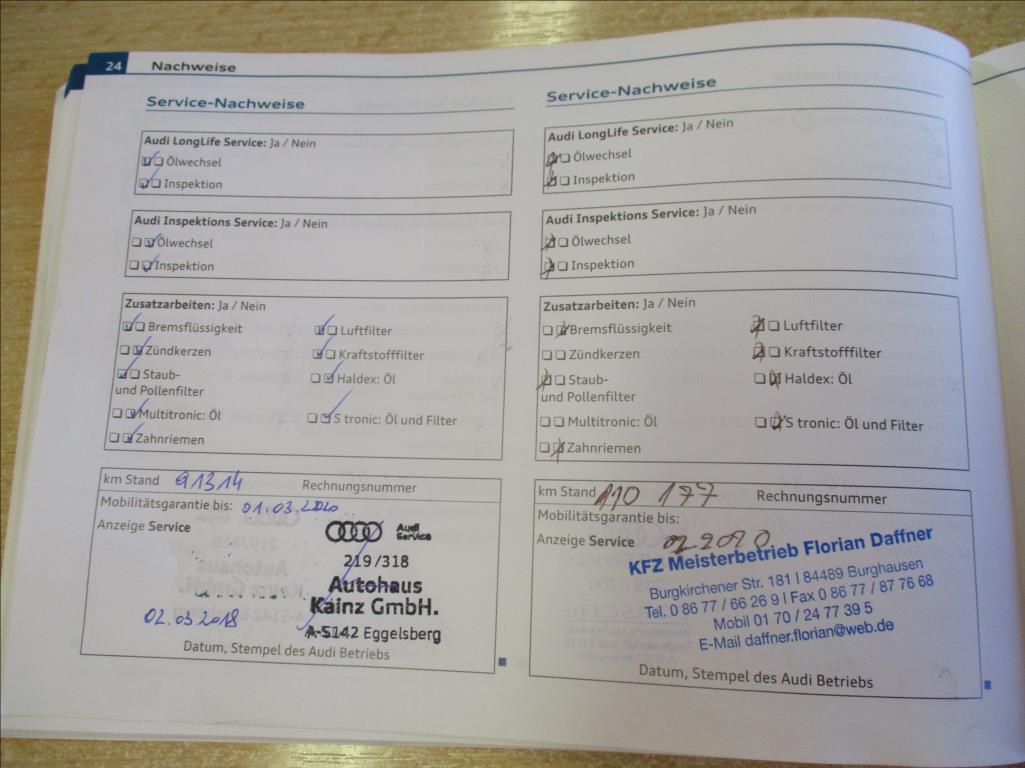 24 Nachweise
Service-Nachweise
Audi LongLife Service: Ja / Nein
Ölwechsel
Inspektion
Audi Inspektions Service: Ja / Nein
Ölwechsel
Inspektion
Zusatzarbeiten: Ja / Nein
Bremsflüssigkeit Luftfilter
Zündkerzen Kraftstofffilter
Staub- Haldex: Öl
und Pollenfilter
Multitronic: Öl S tronic: Öl und Filter
Zahnriemen
km Stand 91314 Rechnungsnummer
Mobilitätsgarantie bis: 01.03.2020
Anzeige Service
Audi
Service
219/318
Autohaus
Kainz GmbH.
A-5142 Eggelsberg
02.03.2018
Datum, Stempel des Audi Betriebs
Service-Nachweise
Audi LongLife Service: Ja / Nein
Ölwechsel
Inspektion
Audi Inspektions Service: Ja / Nein
Ölwechsel
Inspektion
Zusatzarbeiten: Ja / Nein
Bremsflüssigkeit Luftfilter
Zündkerzen Kraftstofffilter
Staub- Haldex: Öl
und Pollenfilter
Multitronic: Öl S tronic: Öl und Filter
Zahnriemen
km Stand 110 177 Rechnungsnummer
Mobilitätsgarantie bis:
Anzeige Service 02 2020
KFZ Meisterbetrieb Florian Daffner
Burgkirchener Str. 181 | 84489 Burghausen
Tel. 0 86 77 / 66 26 9 | Fax 0 86 77 / 87 76 68
Mobil 01 70 / 24 77 39 5
E-Mail daffner.florian@web.de
Datum, Stempel des Audi Betriebs